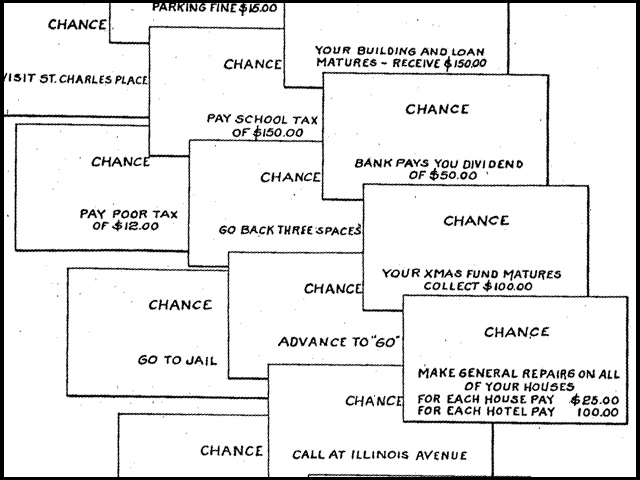 PARKING FINE $15.00
CHANCE
VISIT ST. CHARLES PLACE
YOUR BUILDING AND LOAN
MATURES - RECEIVE $150.00
CHANCE
PAY SCHOOL TAX
OF $150.00
CHANCE
BANK PAYS YOU DIVIDEND
OF $50.00
CHANCE
PAY POOR TAX
OF $12.00
CHANCE
GO BACK THREE SPACES
CHANCE
YOUR XMAS FUND MATURES
COLLECT $100.00
CHANCE
GO TO JAIL
CHANCE
ADVANCE TO "GO"
CHANCE
MAKE GENERAL REPAIRS ON ALL
OF YOUR HOUSES
FOR EACH HOUSE PAY $25.00
FOR EACH HOTEL PAY 100.00
CHANCE
CALL AT ILLINOIS AVENUE
CHANCE